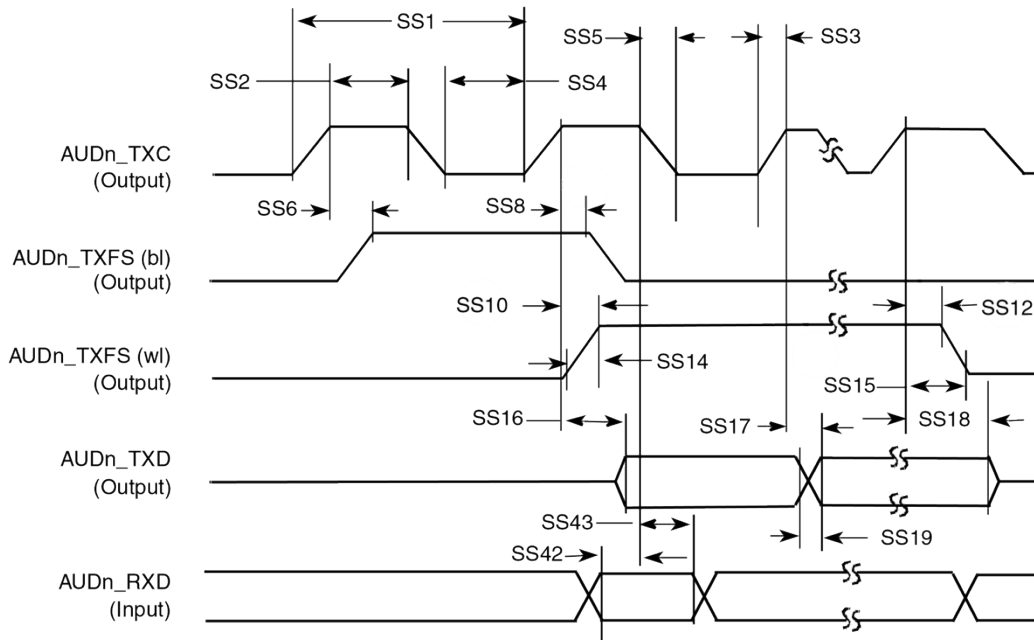 SS1
SS5
SS3
SS2
SS4
AUDn_TXC
(Output)
SS6
SS8
AUDn_TXFS (bl)
(Output)
SS10
SS12
AUDn_TXFS (wl)
(Output)
SS14
SS15
SS16
SS17
SS18
AUDn_TXD
(Output)
SS43
SS19
SS42
AUDn_RXD
(Input)